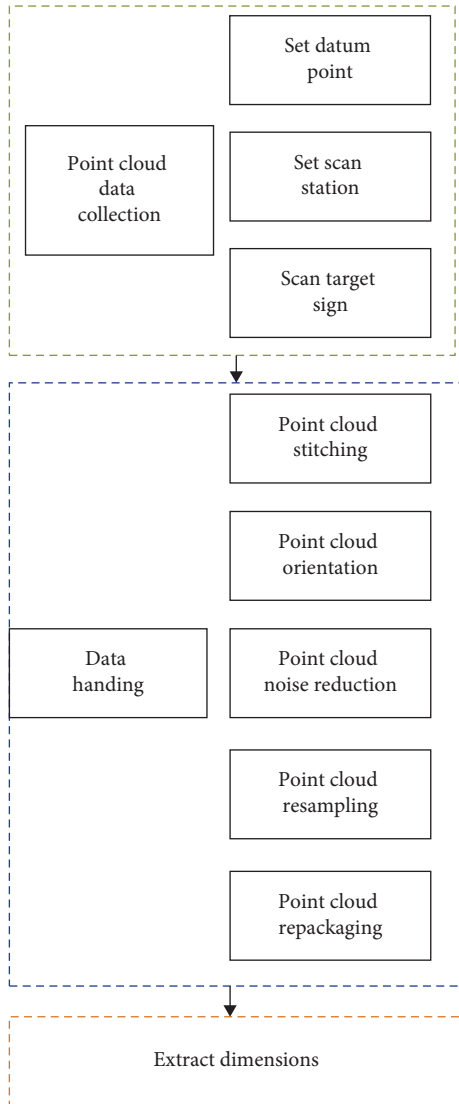 Set datum
point
Point cloud
data
collection
Set scan
station
Scan target
sign
Point cloud
stitching
Point cloud
orientation
Data
handing
Point cloud
noise reduction
Point cloud
resampling
Point cloud
repackaging
Extract dimensions